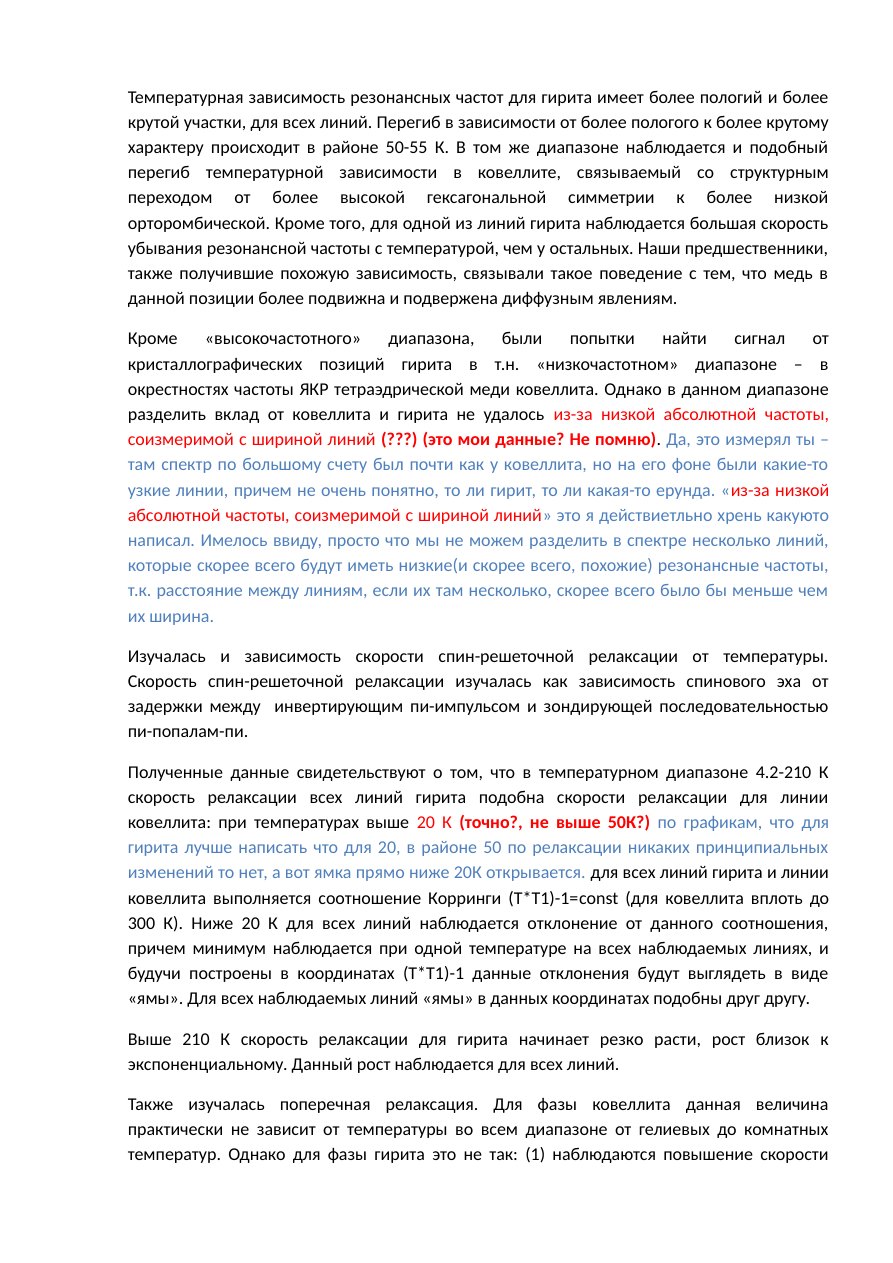 Температурная зависимость резонансных частот для гирита имеет более пологий и более
крутой участки, для всех линий. Перегиб в зависимости от более пологого к более крутому
характеру происходит в районе 50-55 К. В том же диапазоне наблюдается и подобный
перегиб температурной зависимости в ковеллите, связываемый со структурным
переходом от более высокой гексагональной симметрии к более низкой
орторомбической. Кроме того, для одной из линий гирита наблюдается большая скорость
убывания резонансной частоты с температурой, чем у остальных. Наши предшественники,
также получившие похожую зависимость, связывали такое поведение с тем, что медь в
данной позиции более подвижна и подвержена диффузным явлениям.
Кроме «высокочастотного» диапазона, были попытки найти сигнал от
кристаллографических позиций гирита в т.н. «низкочастотном» диапазоне – в
окрестностях частоты ЯКР тетраэдрической меди ковеллита. Однако в данном диапазоне
разделить вклад от ковеллита и гирита не удалось из-за низкой абсолютной частоты,
соизмеримой с шириной линий (???) (это мои данные? Не помню). Да, это измерял ты –
там спектр по большому счету был почти как у ковеллита, но на его фоне были какие-то
узкие линии, причем не очень понятно, то ли гирит, то ли какая-то ерунда. «из-за низкой
абсолютной частоты, соизмеримой с шириной линий» это я действиетльно хрень какуюто
написал. Имелось ввиду, просто что мы не можем разделить в спектре несколько линий,
которые скорее всего будут иметь низкие(и скорее всего, похожие) резонансные частоты,
т.к. расстояние между линиям, если их там несколько, скорее всего было бы меньше чем
их ширина.
Изучалась и зависимость скорости спин-решеточной релаксации от температуры.
Скорость спин-решеточной релаксации изучалась как зависимость спинового эха от
задержки между инвертирующим пи-импульсом и зондирующей последовательностью
пи-попалам-пи.
Полученные данные свидетельствуют о том, что в температурном диапазоне 4.2-210 К
скорость релаксации всех линий гирита подобна скорости релаксации для линии
ковеллита: при температурах выше 20 К (точно?, не выше 50К?) по графикам, что для
гирита лучше написать что для 20, в районе 50 по релаксации никаких принципиальных
изменений то нет, а вот ямка прямо ниже 20К открывается. для всех линий гирита и линии
ковеллита выполняется соотношение Корринги (T*T1)-1=const (для ковеллита вплоть до
300 К). Ниже 20 К для всех линий наблюдается отклонение от данного соотношения,
причем минимум наблюдается при одной температуре на всех наблюдаемых линиях, и
будучи построены в координатах (T*T1)-1 данные отклонения будут выглядеть в виде
«ямы». Для всех наблюдаемых линий «ямы» в данных координатах подобны друг другу.
Выше 210 К скорость релаксации для гирита начинает резко расти, рост близок к
экспоненциальному. Данный рост наблюдается для всех линий.
Также изучалась поперечная релаксация. Для фазы ковеллита данная величина
практически не зависит от температуры во всем диапазоне от гелиевых до комнатных
температур. Однако для фазы гирита это не так: (1) наблюдаются повышение скорости